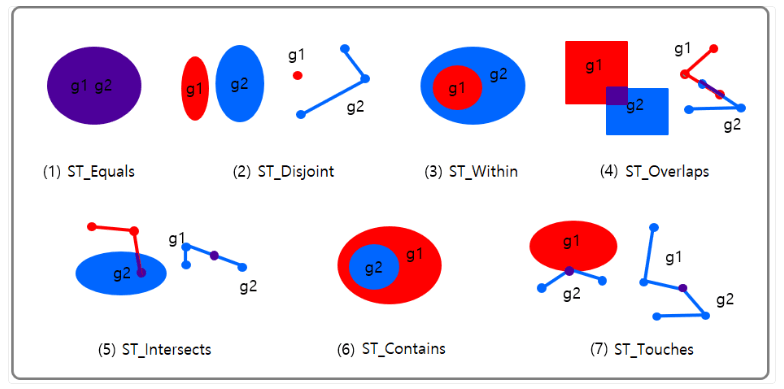 g1 g2
g1
g2
g1
g2
g1
g2
g1
g2
g1
g2
(1) ST_Equals
(2) ST_Disjoint
(3) ST_Within
(4) ST_Overlaps
g2
g1
g2
g2
g1
g1
g2
g1
g2
(5) ST_Intersects
(6) ST_Contains
(7) ST_Touches